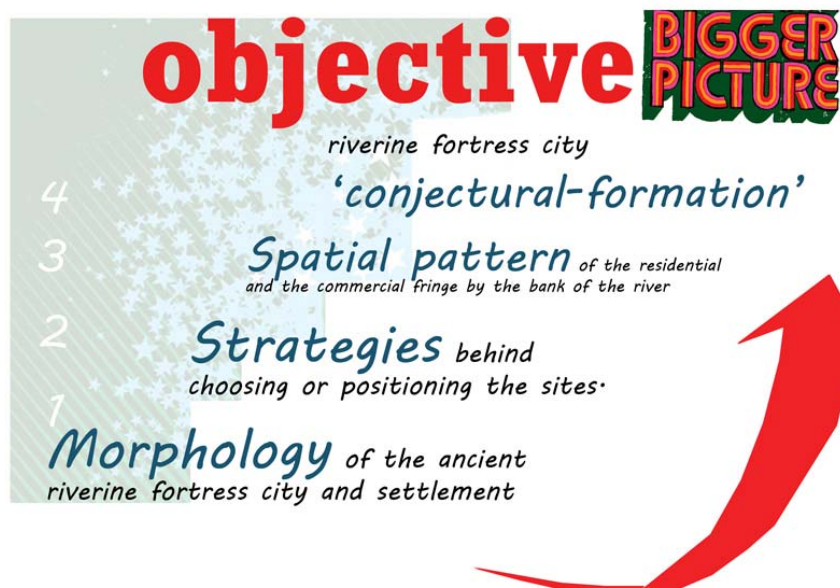 objective
BIGGER
PICTURE
riverine fortress city
4
‘conjectural-formation’
3
Spatial pattern of the residential
and the commercial fringe by the bank of the river
2
Strategies behind
choosing or positioning the sites.
1
Morphology of the ancient
riverine fortress city and settlement